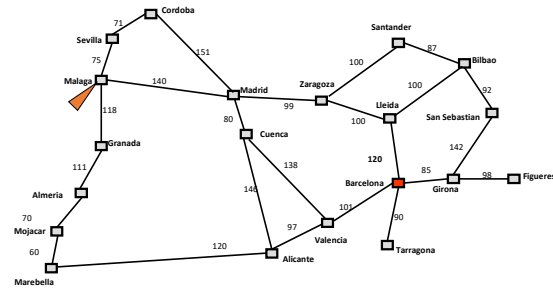 Cordoba
71
Sevilla
Santander
87
75
151
100
Bilbao
Malaga
140
Madrid
Zaragoza
100
92
99
Lleida
118
100
San Sebastian
80
Cuenca
Granada
120
142
138
111
Barcelona
85
98
Figueres
Almeria
146
Girona
101
70
90
Mojacar
97
Valencia
60
120
Tarragona
Alicante
Marebella